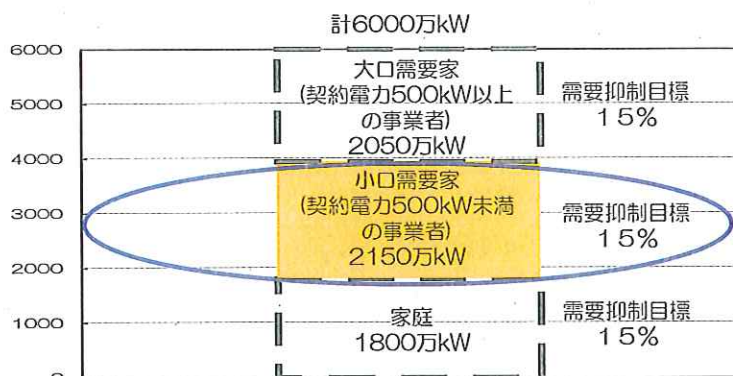 計6000万kW
6000
大口需要家
(契約電力500kW以上
の事業者)
2050万kW
需要抑制目標
15%
5000
4000
小口需要家
(契約電力500kW未満
の事業者)
2150万kW
需要抑制目標
15%
3000
2000
家庭
1800万kW
需要抑制目標
15%
1000
0